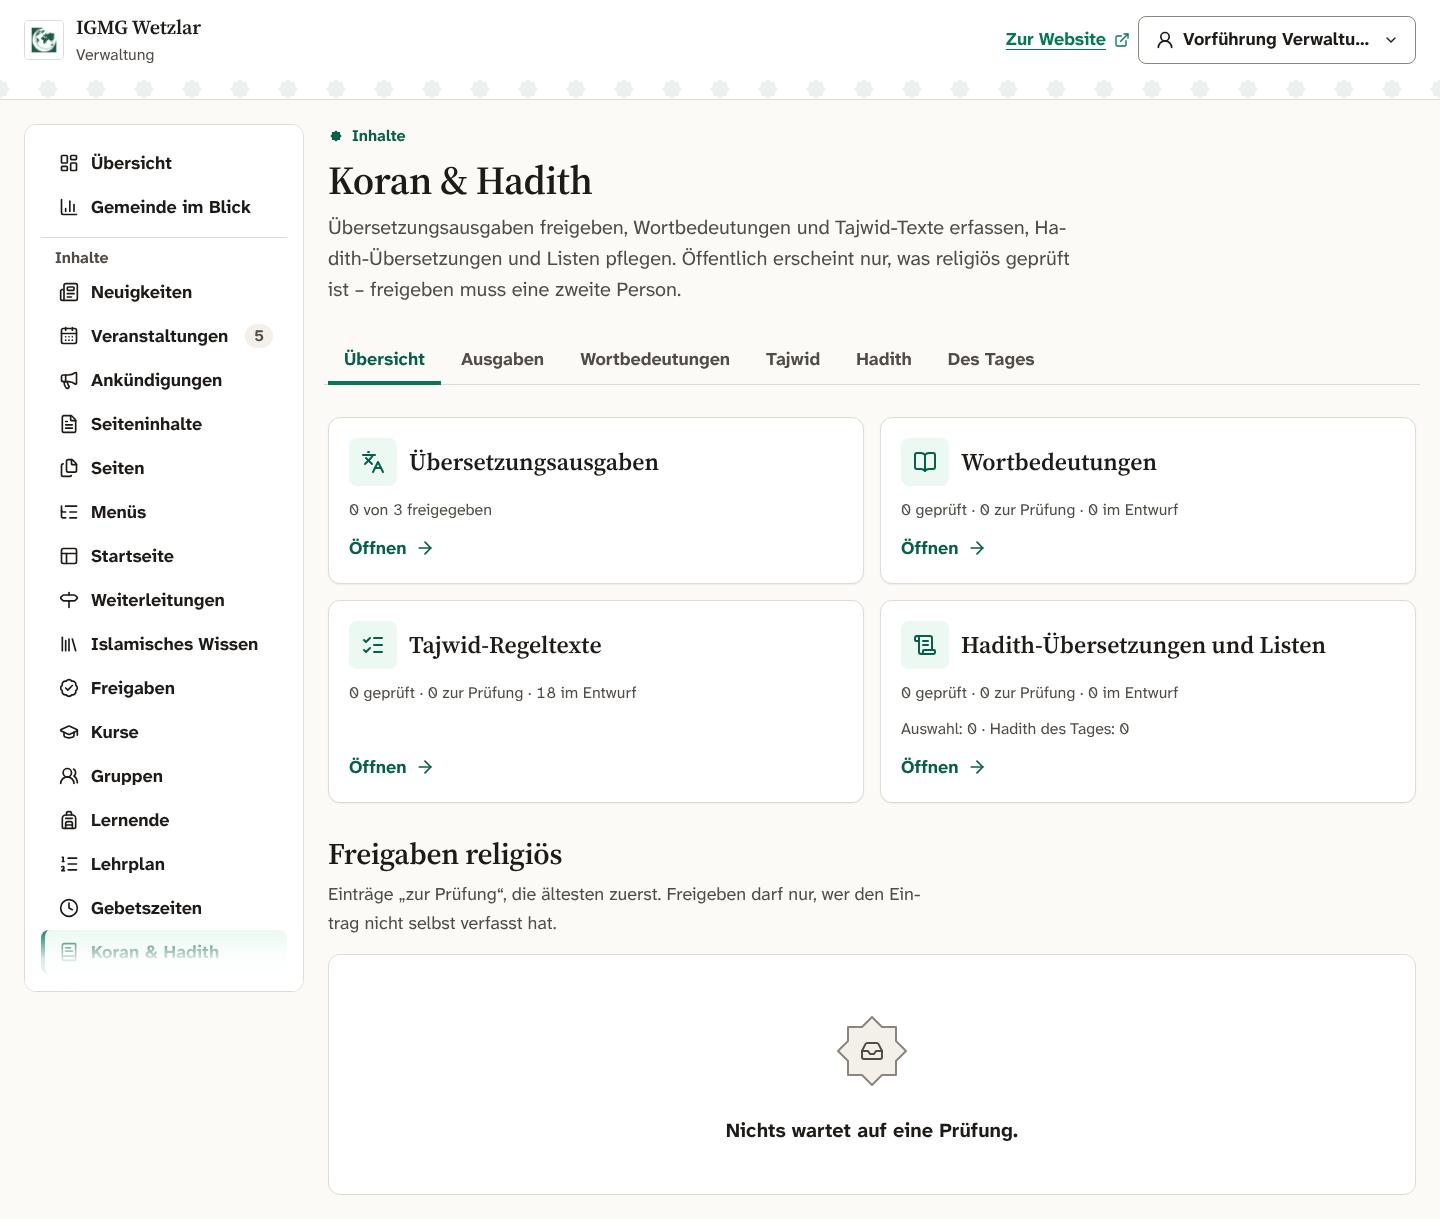 IGMG Wetzlar
Verwaltung
Zur Website
Vorführung Verwaltu...
Übersicht
Gemeinde im Blick
Inhalte
Neuigkeiten
Veranstaltungen 5
Ankündigungen
Seiteninhalte
Seiten
Menüs
Startseite
Weiterleitungen
Islamisches Wissen
Freigaben
Kurse
Gruppen
Lernende
Lehrplan
Gebetszeiten
Koran & Hadith
Inhalte
Koran & Hadith
Übersetzungsausgaben freigeben, Wortbedeutungen und Tajwid-Texte erfassen, Ha-
dith-Übersetzungen und Listen pflegen. Öffentlich erscheint nur, was religiös geprüft
ist – freigeben muss eine zweite Person.
Übersicht Ausgaben Wortbedeutungen Tajwid Hadith Des Tages
Übersetzungsausgaben
0 von 3 freigegeben
Öffnen
Wortbedeutungen
0 geprüft · 0 zur Prüfung · 0 im Entwurf
Öffnen
Tajwid-Regeltexte
0 geprüft · 0 zur Prüfung · 18 im Entwurf
Öffnen
Hadith-Übersetzungen und Listen
0 geprüft · 0 zur Prüfung · 0 im Entwurf
Auswahl: 0 · Hadith des Tages: 0
Öffnen
Freigaben religiös
Einträge „zur Prüfung“, die ältesten zuerst. Freigeben darf nur, wer den Ein-
trag nicht selbst verfasst hat.
Nichts wartet auf eine Prüfung.